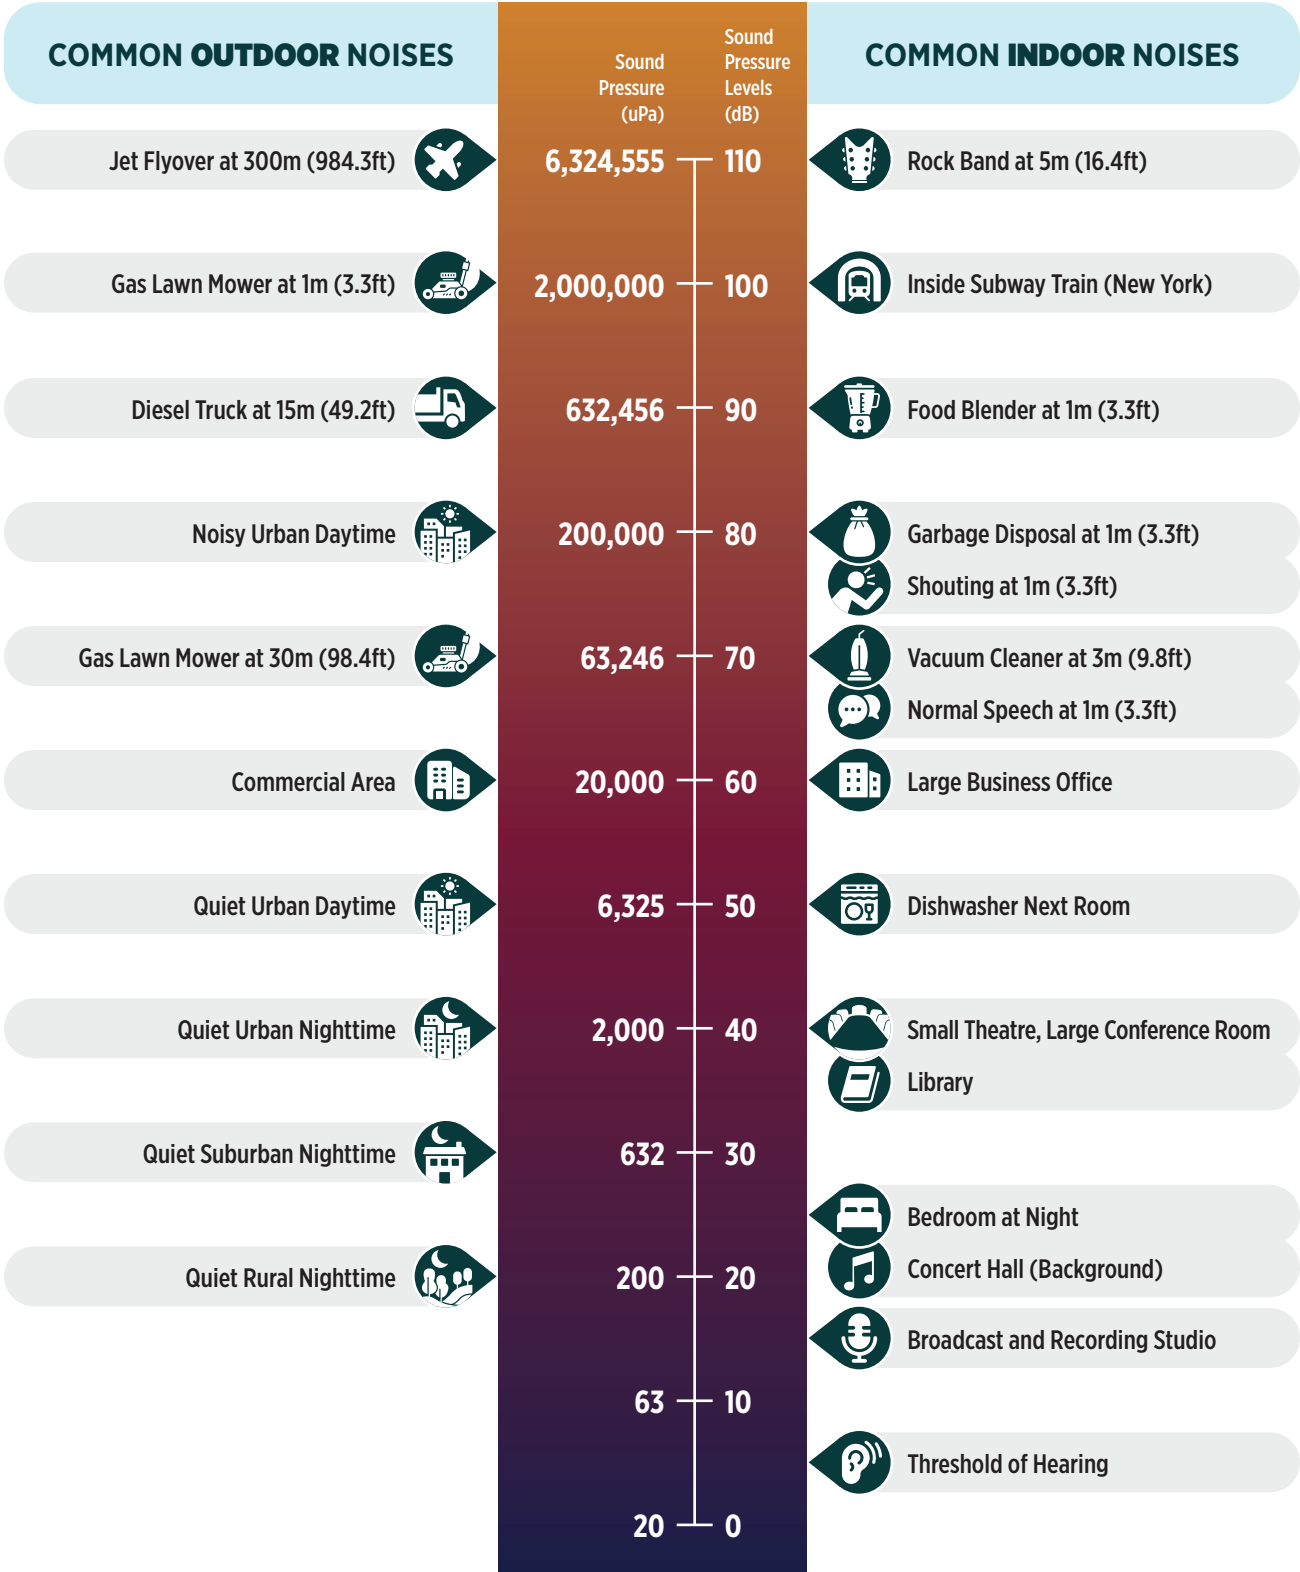 COMMON OUTDOOR NOISES
Sound
Pressure
(uPa)
Sound
Pressure
Levels
(dB)
COMMON INDOOR NOISES
Jet Flyover at 300m (984.3ft)
6,324,555
110
Rock Band at 5m (16.4ft)
Gas Lawn Mower at 1m (3.3ft)
2,000,000
100
Inside Subway Train (New York)
Diesel Truck at 15m (49.2ft)
632,456
90
Food Blender at 1m (3.3ft)
Noisy Urban Daytime
200,000
80
Garbage Disposal at 1m (3.3ft)
Shouting at 1m (3.3ft)
Gas Lawn Mower at 30m (98.4ft)
63,246
70
Vacuum Cleaner at 3m (9.8ft)
Normal Speech at 1m (3.3ft)
Commercial Area
20,000
60
Large Business Office
Quiet Urban Daytime
6,325
50
Dishwasher Next Room
Quiet Urban Nighttime
2,000
40
Small Theatre, Large Conference Room
Library
Quiet Suburban Nighttime
632
30
Bedroom at Night
Concert Hall (Background)
Quiet Rural Nighttime
200
20
Broadcast and Recording Studio
63
10
Threshold of Hearing
20
0